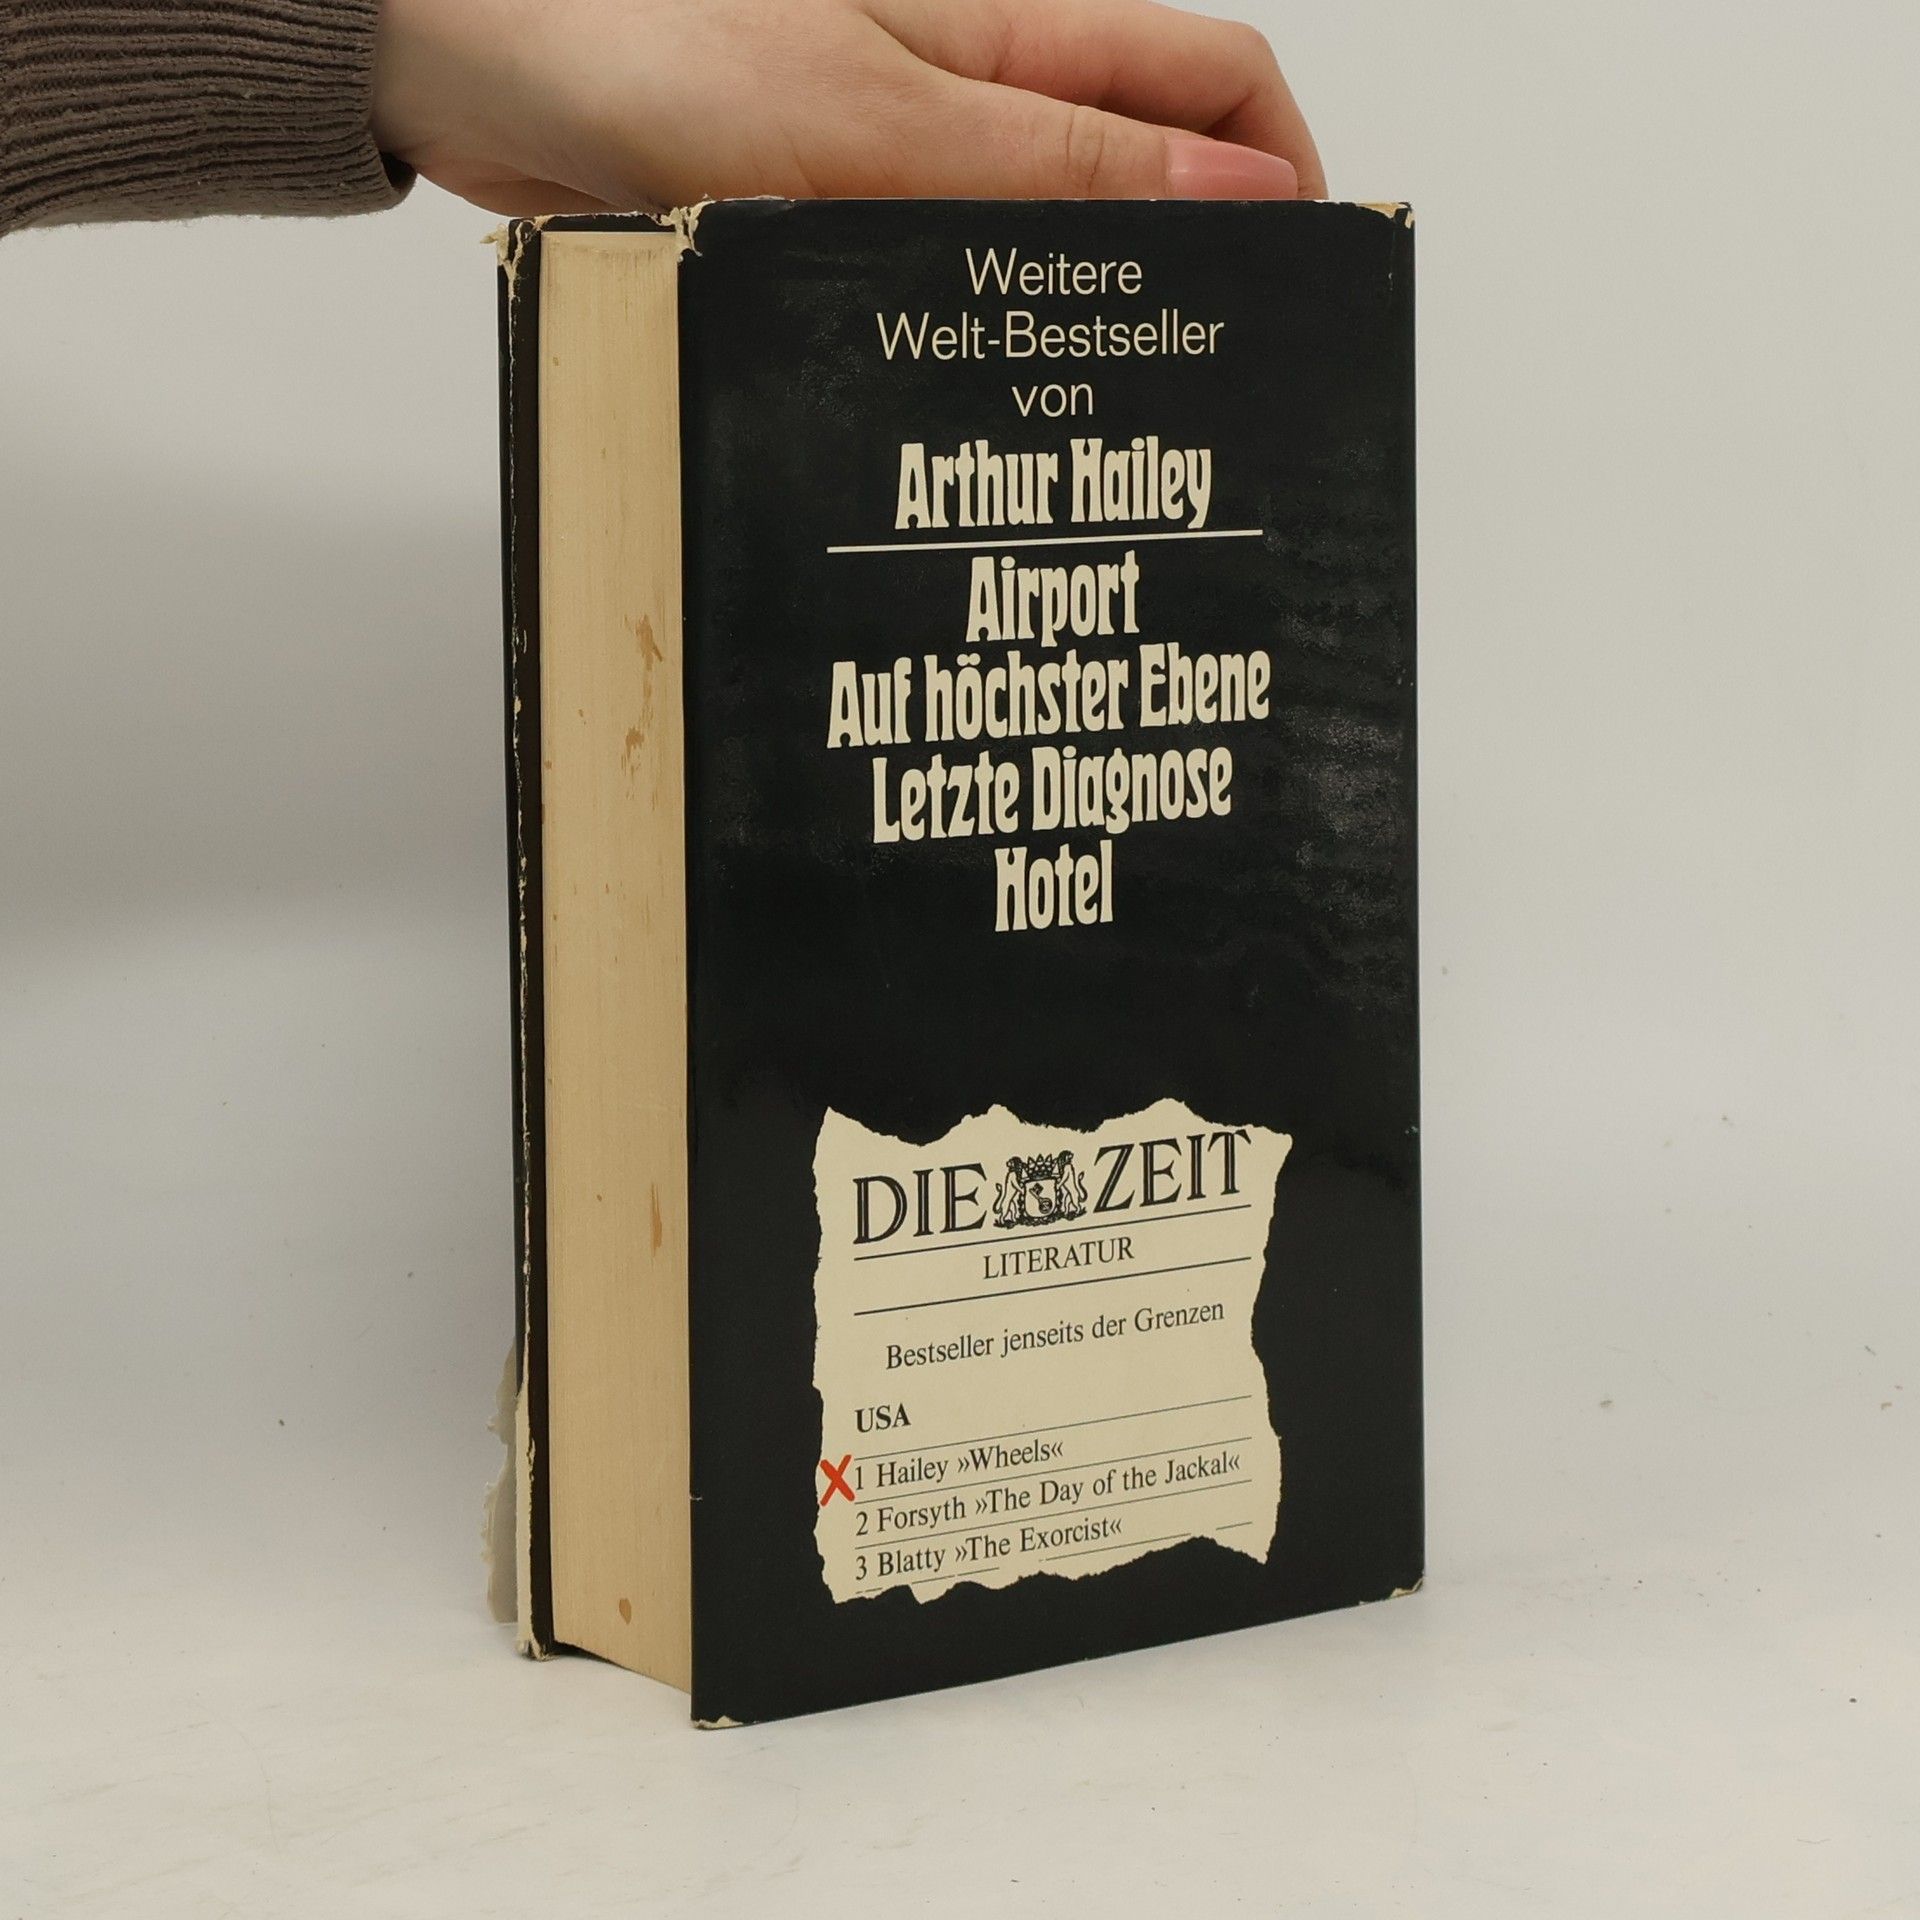 Weitere
Welt-Bestseller
von
Arthur Hailey
Airport
Auf höchster Ebene
Letzte Diagnose
Hotel
DIE ZEIT
LITERATUR
Bestseller jenseits der Grenzen
USA
X 1 Hailey »Wheels«
2 Forsyth »The Day of the Jackal«
3 Blatty »The Exorcist«